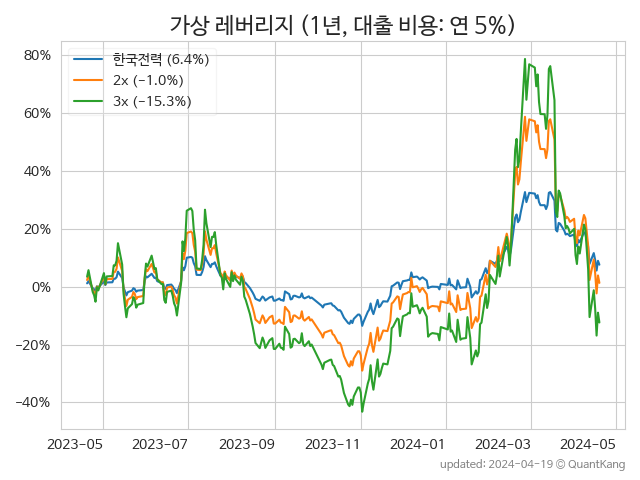 가상 레버리지 (1년, 대출 비용: 연 5%)
한국전력 (6.4%)
2x (-1.0%)
3x (-15.3%)
80%
60%
40%
20%
0%
-20%
-40%
2023-05 2023-07 2023-09 2023-11 2024-01 2024-03 2024-05
updated: 2024-04-19 © QuantKang